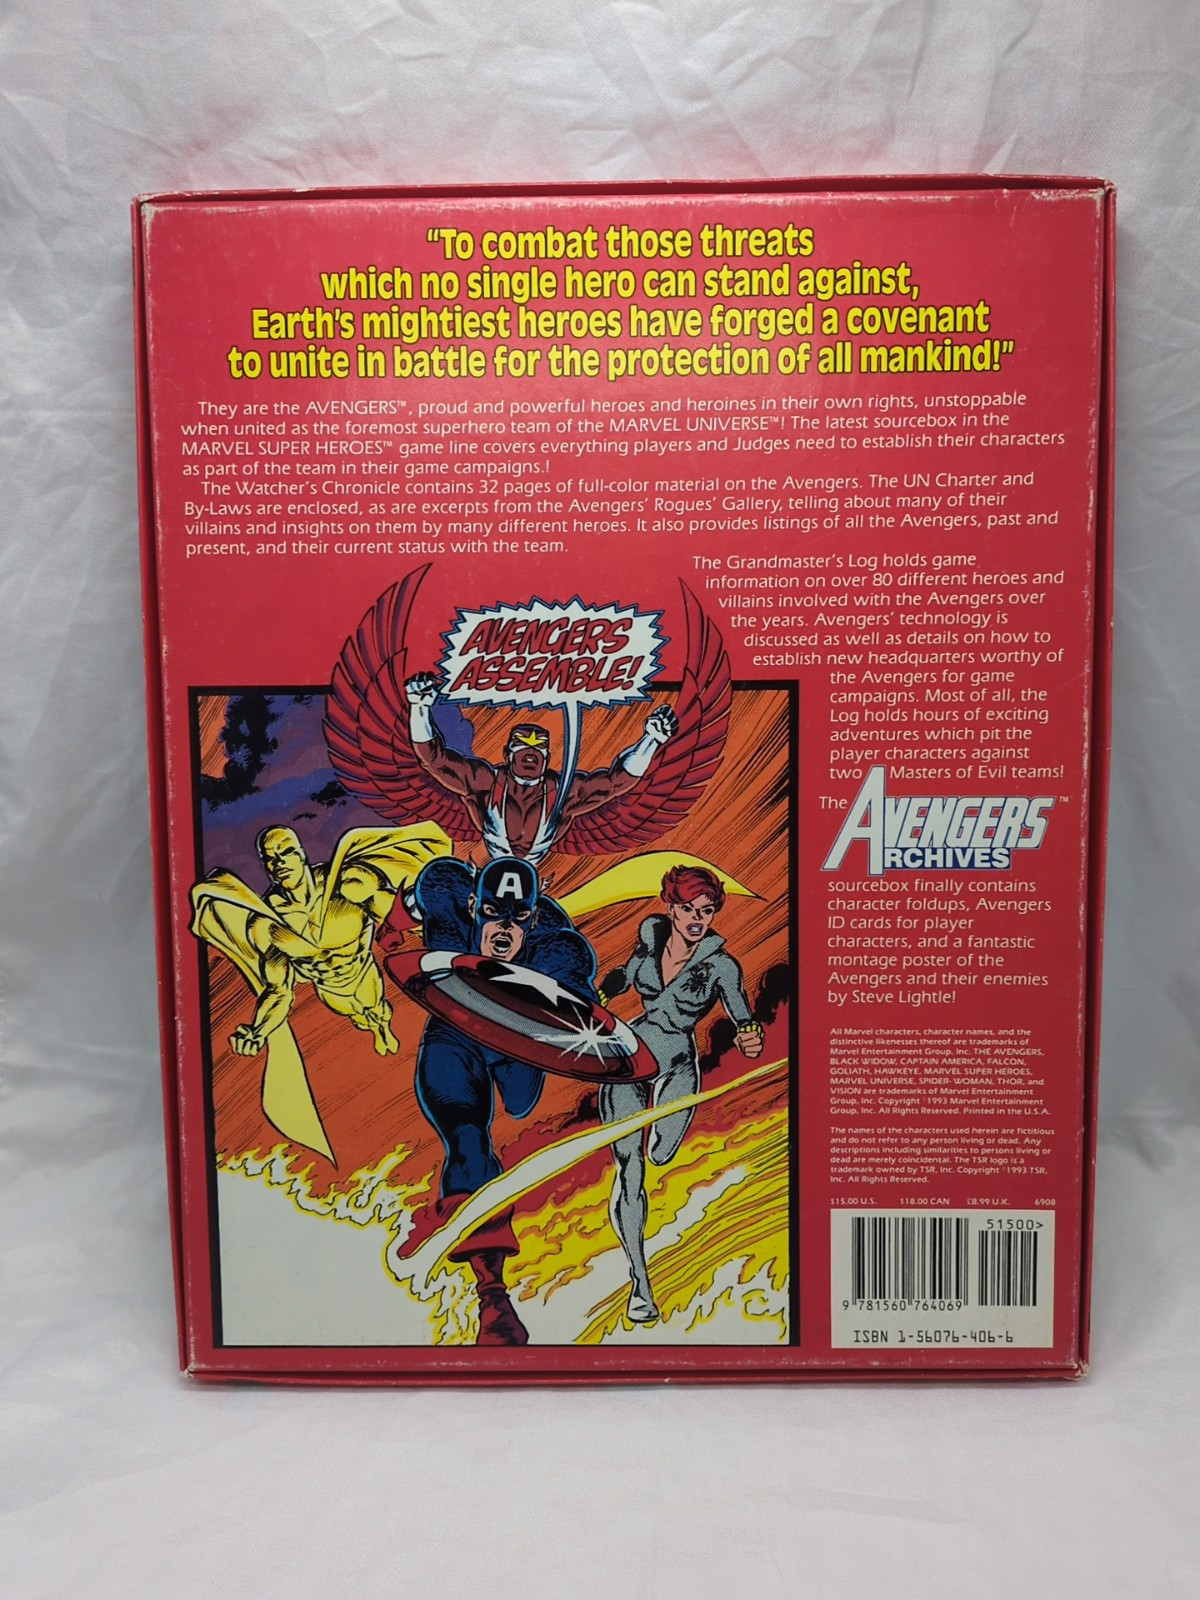 “To combat those threats
which no single hero can stand against,
Earth's mightiest heroes have forged a covenant
to unite in battle for the protection of all mankind!”
They are the AVENGERS™, proud and powerful heroes and heroines in their own rights, unstoppable
when united as the foremost superhero team of the MARVEL UNIVERSE™! The latest sourcebox in the
MARVEL SUPER HEROES™ game line covers everything players and Judges need to establish their characters
as part of the team in their game campaigns.!
The Watcher's Chronicle contains 32 pages of full-color material on the Avengers. The UN Charter and
By-Laws are enclosed, as are excerpts from the Avengers' Rogues' Gallery, telling about many of their
villains and insights on them by many different heroes. It also provides listings of all the Avengers, past and
present, and their current status with the team.
The Grandmaster's Log holds game
information on over 80 different heroes and
villains involved with the Avengers over
the years. Avengers' technology is
discussed as well as details on how to
establish new headquarters worthy of
the Avengers for game
campaigns. Most of all, the
Log holds hours of exciting
adventures which pit the
player characters against
two Masters of Evil teams!
The AVENGERS™
ARCHIVES
sourcebox finally contains
character foldups, Avengers
ID cards for player
characters, and a fantastic
montage poster of the
Avengers and their enemies
by Steve Lightle!
AVENGERS
ASSEMBLE!
A
All Marvel characters, character names, and the
distinctive likenesses thereof are trademarks of
Marvel Entertainment Group, Inc. THE AVENGERS,
BLACK WIDOW, CAPTAIN AMERICA, FALCON,
GOLIATH, HAWKEYE, MARVEL SUPER HEROES,
MARVEL UNIVERSE, SPIDER-WOMAN, THOR, and
VISION are trademarks of Marvel Entertainment
Group, Inc. Copyright ©1993 Marvel Entertainment
Group, Inc. All Rights Reserved. Printed in the U.S.A.
The names of the characters used herein are fictitious
and do not refer to any person living or dead. Any
descriptions including similarities to persons living or
dead are merely coincidental. The TSR logo is a
trademark owned by TSR, Inc. Copyright ©1993 TSR,
Inc. All Rights Reserved.
$15.00 U.S. $18.00 CAN £8.99 U.K. 6908
51500>
9 781560 764069
ISBN 1-56076-406-6